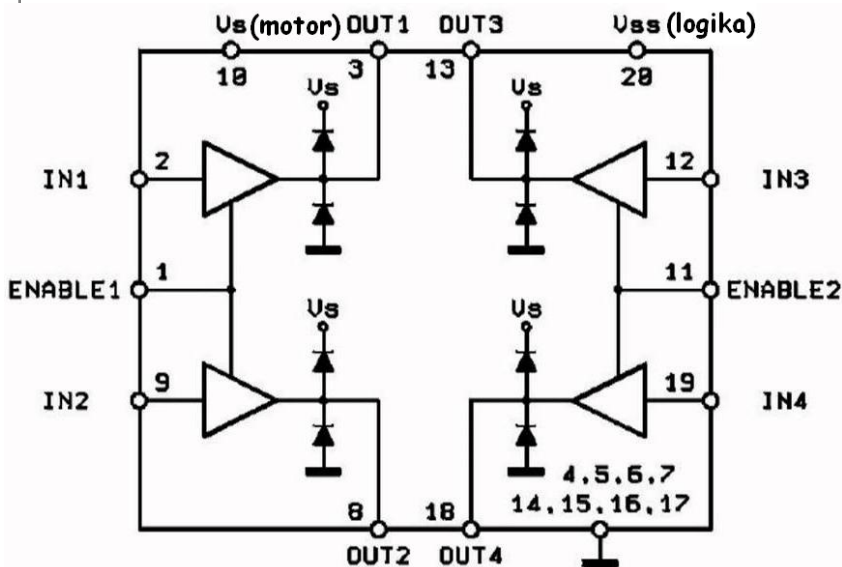 Vs (motor) OUT1 OUT3 Vss (logika)
10 3 13 20
Vs Vs
IN1 2 12 IN3
ENABLE1 1 11 ENABLE2
Vs Vs
IN2 9 19 IN4
4,5,6,7
8 18 14,15,16,17
OUT2 OUT4